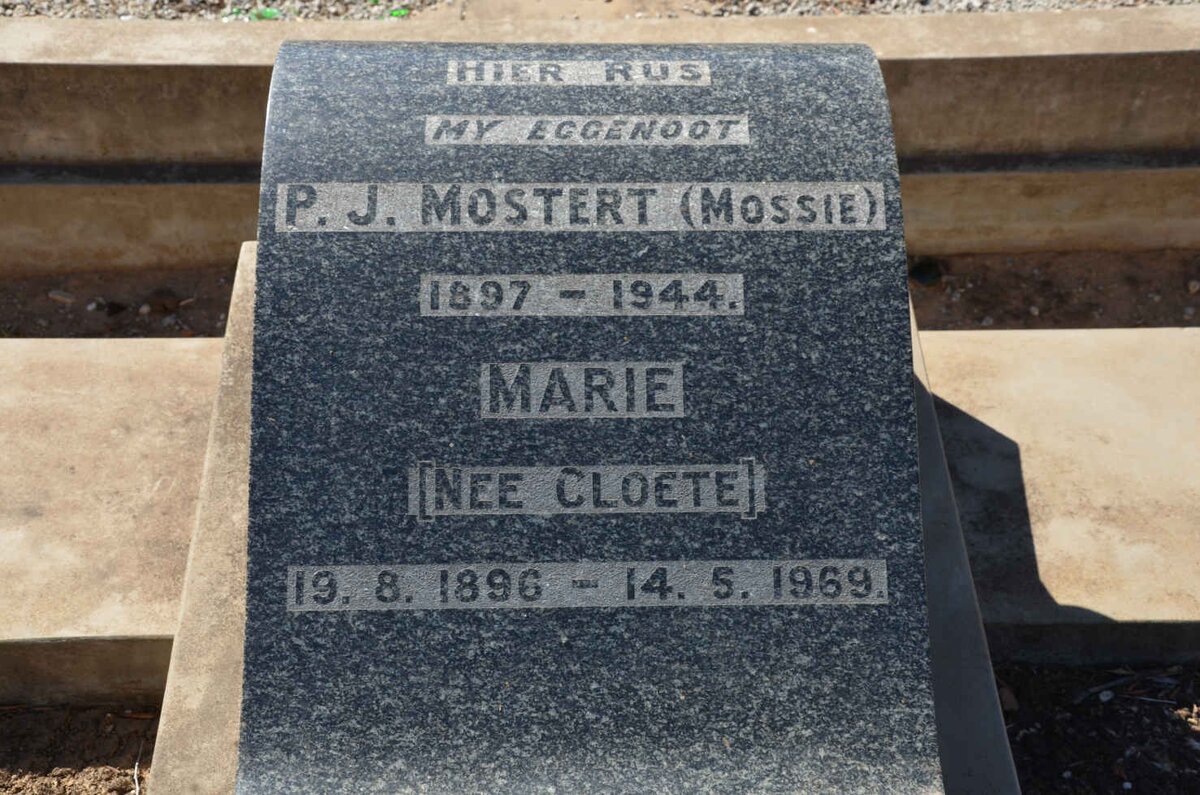 HIER RUS
MY EGGENOOT
P. J. MOSTERT (MOSSIE)
1897 – 1944.
MARIE
[NEE CLOETE]
19. 8. 1896 – 14. 5. 1969.